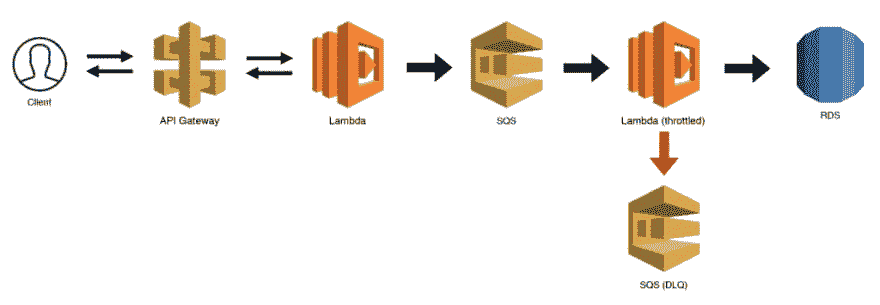 Client
API Gateway
Lambda
SQS
Lambda (throttled)
RDS
SQS (DLQ)